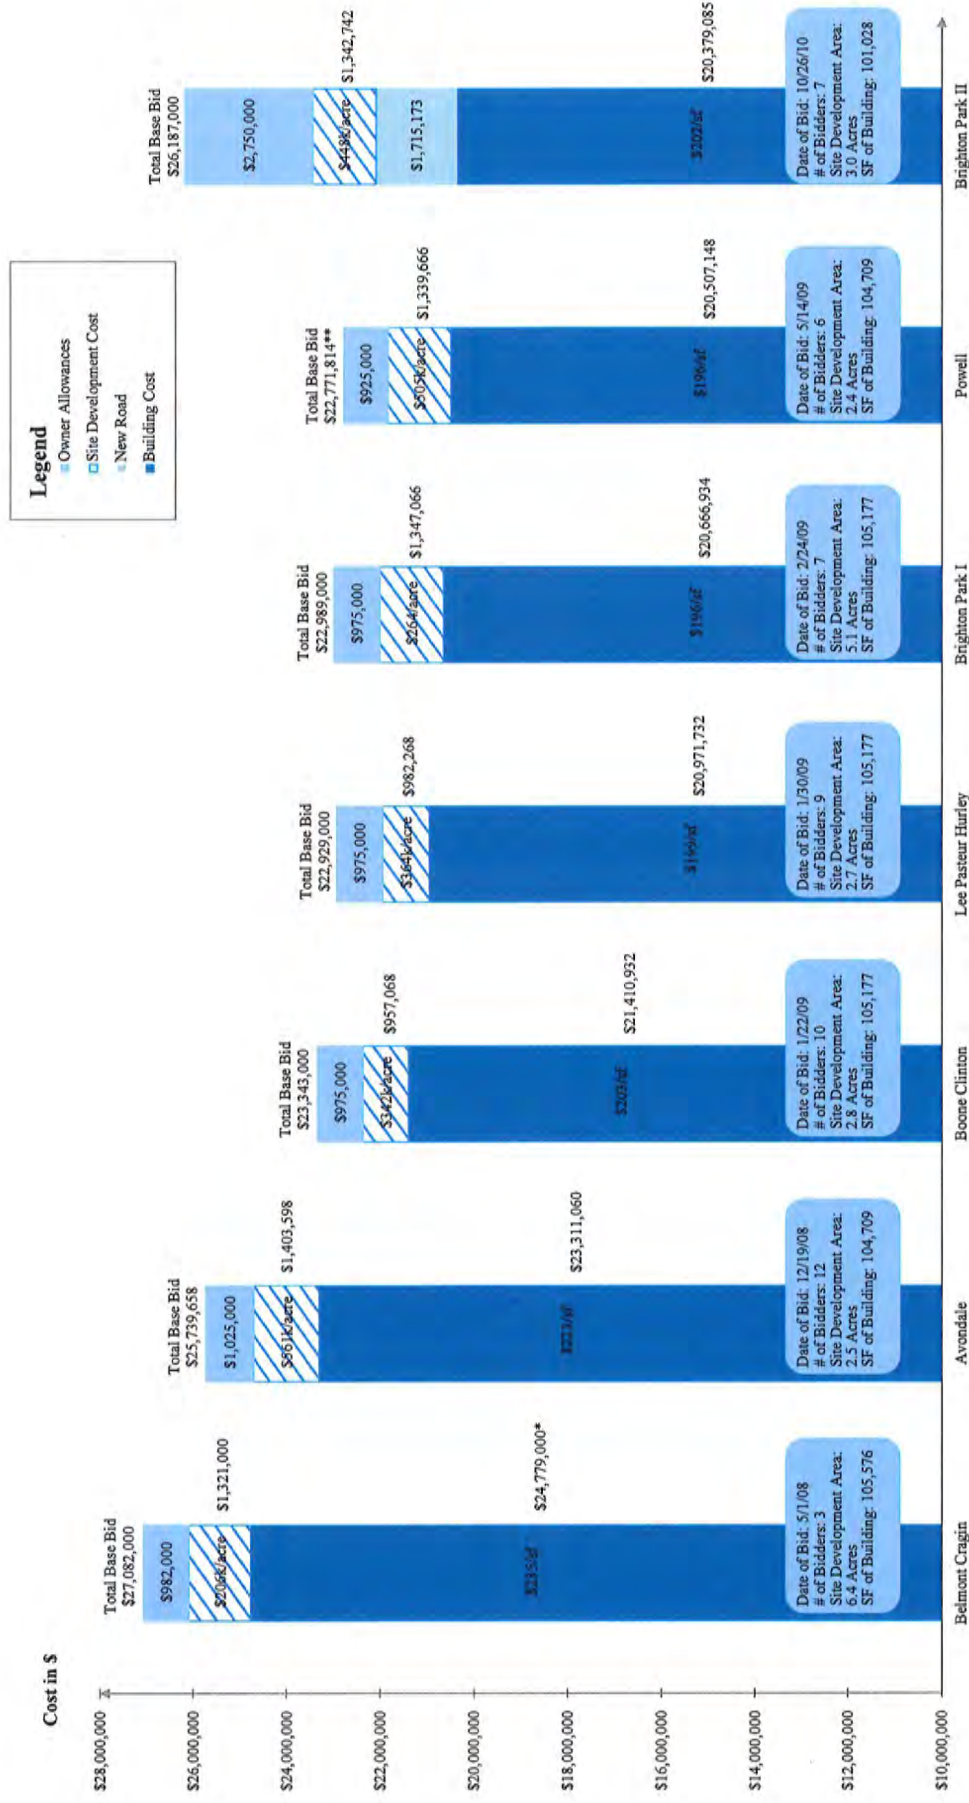 Cost in $
Legend
Owner Allowances
Site Development Cost
New Road
Building Cost
$28,000,000
$26,000,000
$24,000,000
$22,000,000
$20,000,000
$18,000,000
$16,000,000
$14,000,000
$12,000,000
$10,000,000
Total Base Bid
$27,082,000
$982,000
$206k/acre
$1,321,000
$235/sf
$24,779,000*
Date of Bid: 5/1/08
# of Bidders: 3
Site Development Area:
6.4 Acres
SF of Building: 105,576
Belmont Cragin
Total Base Bid
$25,739,658
$1,025,000
$561k/acre
$1,403,598
$223/sf
$23,311,060
Date of Bid: 12/19/08
# of Bidders: 12
Site Development Area:
2.5 Acres
SF of Building: 104,709
Avondale
Total Base Bid
$23,343,000
$975,000
$342k/acre
$957,068
$203/sf
$21,410,932
Date of Bid: 1/22/09
# of Bidders: 10
Site Development Area:
2.8 Acres
SF of Building: 105,177
Boone Clinton
Total Base Bid
$22,929,000
$975,000
$364k/acre
$982,268
$199/sf
$20,971,732
Date of Bid: 1/30/09
# of Bidders: 9
Site Development Area:
2.7 Acres
SF of Building: 105,177
Lee Pasteur Hurley
Total Base Bid
$22,989,000
$975,000
$264/acre
$1,347,066
$196/sf
$20,666,934
Date of Bid: 2/24/09
# of Bidders: 7
Site Development Area:
5.1 Acres
SF of Building: 105,177
Brighton Park I
Total Base Bid
$22,771,814**
$925,000
$505k/acre
$1,339,666
$196/sf
$20,507,148
Date of Bid: 5/14/09
# of Bidders: 6
Site Development Area:
2.4 Acres
SF of Building: 104,709
Powell
Total Base Bid
$26,187,000
$2,750,000
$448k/acre
$1,342,742
$1,715,173
$202/sf
$20,379,085
Date of Bid: 10/26/10
# of Bidders: 7
Site Development Area:
3.0 Acres
SF of Building: 101,028
Brighton Park II